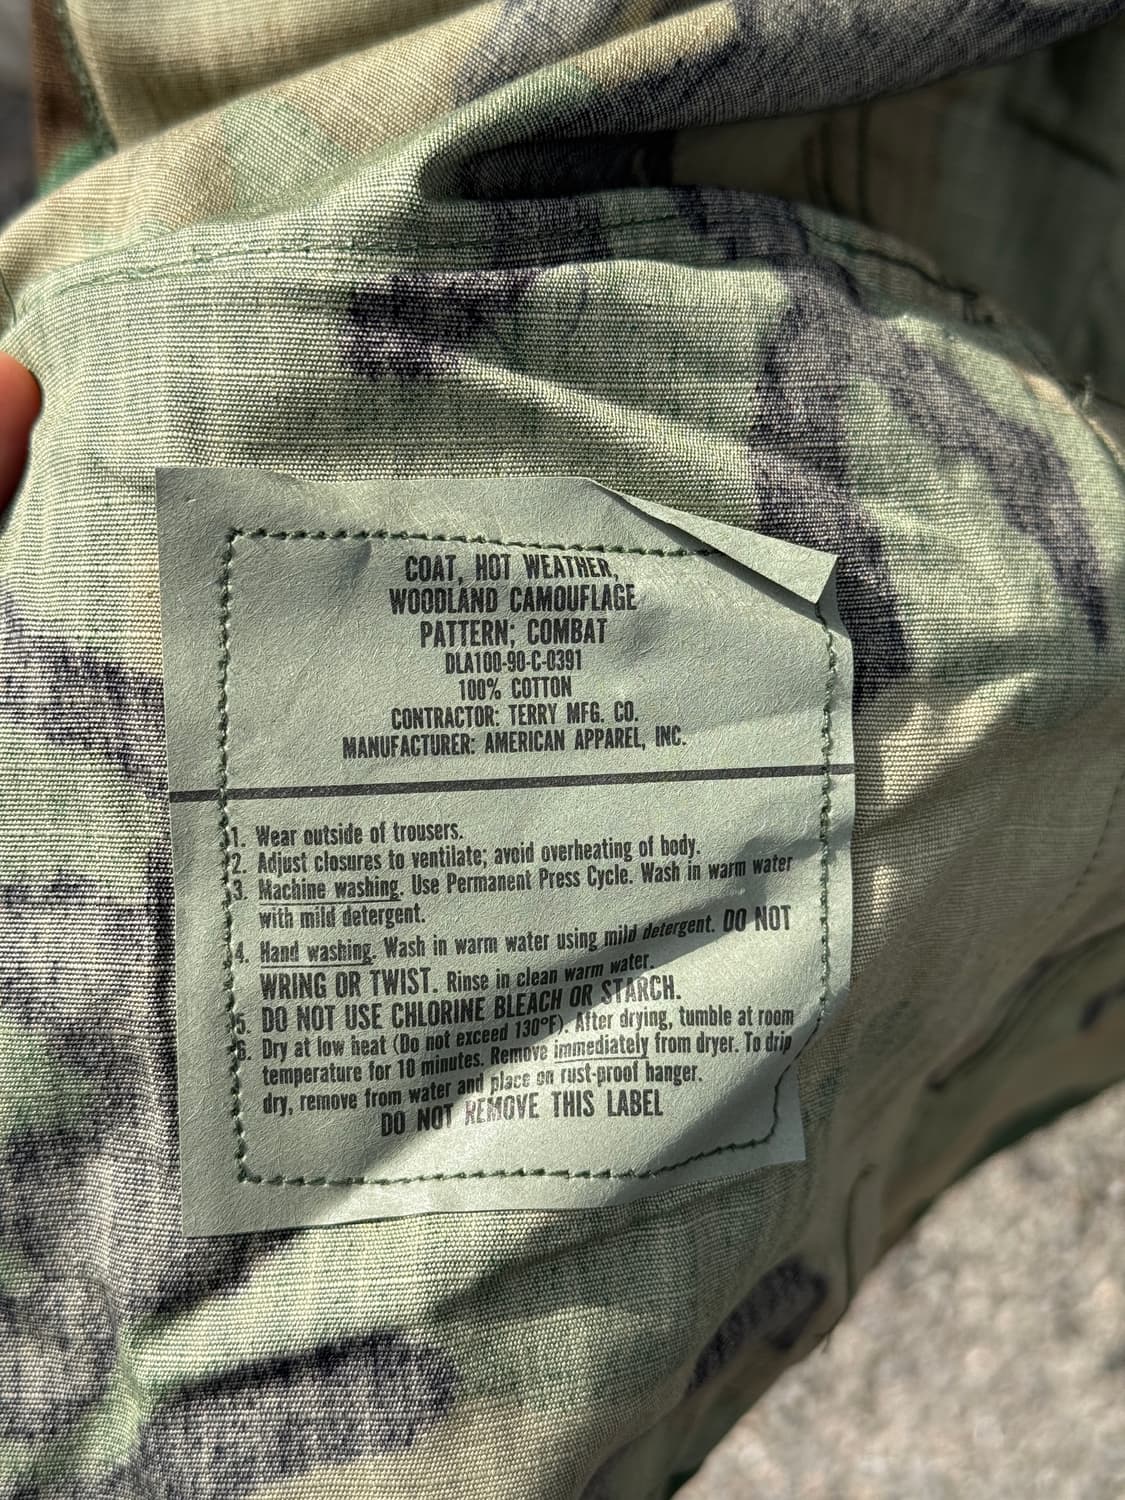 COAT, HOT WEATHER,
WOODLAND CAMOUFLAGE
PATTERN; COMBAT
DLA100-90-C-0391
100% COTTON
CONTRACTOR: TERRY MFG. CO.
MANUFACTURER: AMERICAN APPAREL, INC.
1. Wear outside of trousers.
2. Adjust closures to ventilate; avoid overheating of body.
3. Machine washing. Use Permanent Press Cycle. Wash in warm water
with mild detergent.
4. Hand washing. Wash in warm water using mild detergent. DO NOT
WRING OR TWIST. Rinse in clean warm water.
5. DO NOT USE CHLORINE BLEACH OR STARCH.
6. Dry at low heat (Do not exceed 130°F). After drying, tumble at room
temperature for 10 minutes. Remove immediately from dryer. To drip
dry, remove from water and place on rust-proof hanger.
DO NOT REMOVE THIS LABEL